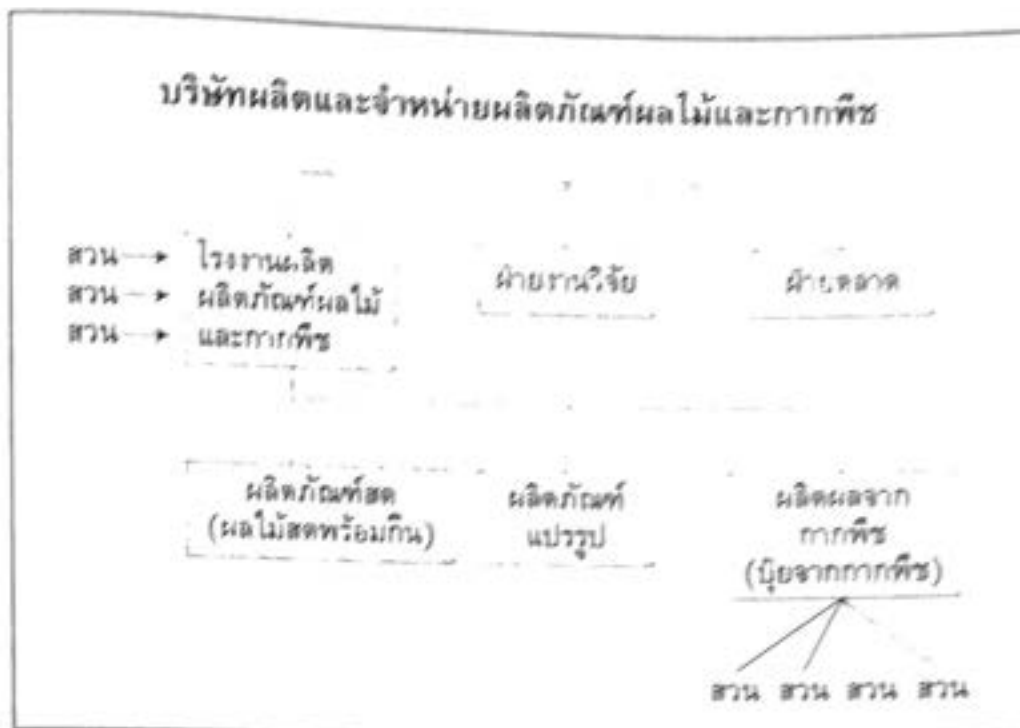 บริษัทผลิตและจำหน่ายผลิตภัณฑ์ผลไม้และกากพืช
สวน → โรงงานผลิต
สวน → ผลิตภัณฑ์ผลไม้
สวน → และกากพืช
ฝ่ายงานวิจัย
ฝ่ายตลาด
ผลิตภัณฑ์สด
(ผลไม้สดพร้อมกิน)
ผลิตภัณฑ์
แปรรูป
ผลิตผลจาก
กากพืช
(ปุ๋ยจากกากพืช)
สวน สวน สวน สวน